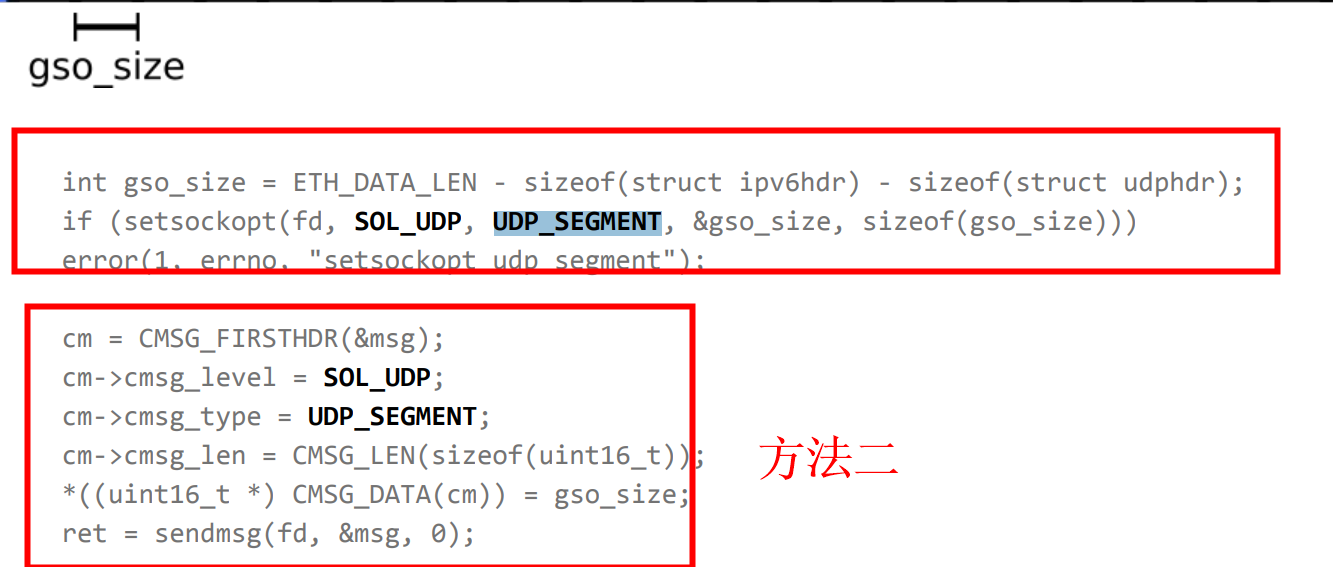 gso_size
int gso_size = ETH_DATA_LEN - sizeof(struct ipv6hdr) - sizeof(struct udphdr);
if (setsockopt(fd, SOL_UDP, UDP_SEGMENT, &gso_size, sizeof(gso_size)))
error(1, errno, "setsockopt udp segment");
cm = CMSG_FIRSTHDR(&msg);
cm->cmsg_level = SOL_UDP;
cm->cmsg_type = UDP_SEGMENT;
cm->cmsg_len = CMSG_LEN(sizeof(uint16_t));
*((uint16_t *) CMSG_DATA(cm)) = gso_size;
ret = sendmsg(fd, &msg, 0);
方法二